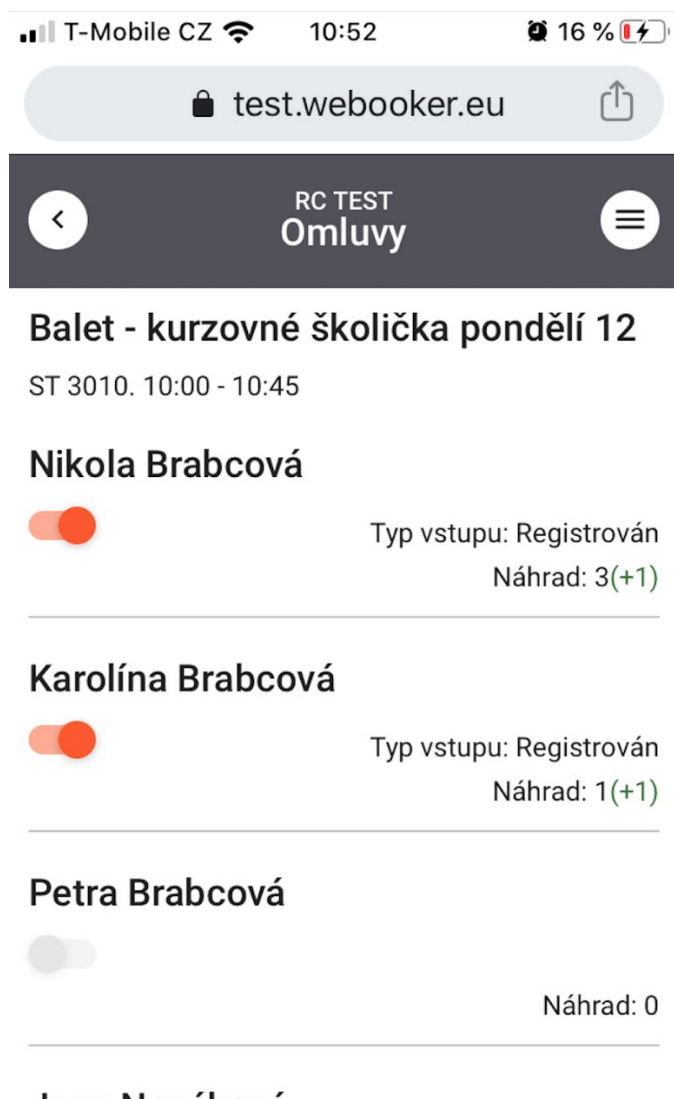 T-Mobile CZ 10:52 16 %
test.webooker.eu
RC TEST
Omluvy
Balet - kurzovné školička pondělí 12
ST 3010. 10:00 - 10:45
Nikola Brabcová
Typ vstupu: Registrován
Náhrad: 3(+1)
Karolína Brabcová
Typ vstupu: Registrován
Náhrad: 1(+1)
Petra Brabcová
Náhrad: 0